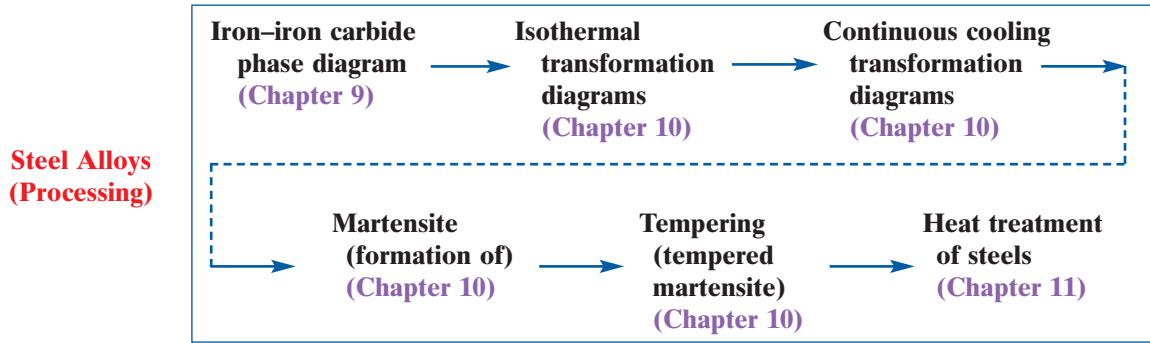 Steel Alloys
(Processing)
Iron–iron carbide
phase diagram
(Chapter 9)
Isothermal
transformation
diagrams
(Chapter 10)
Continuous cooling
transformation
diagrams
(Chapter 10)
Martensite
(formation of)
(Chapter 10)
Tempering
(tempered
martensite)
(Chapter 10)
Heat treatment
of steels
(Chapter 11)